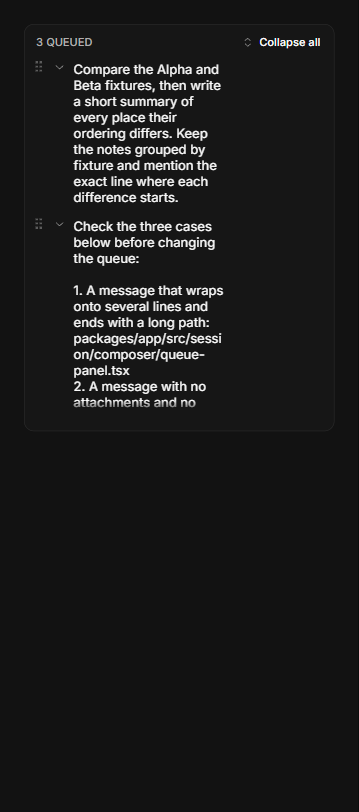 3 QUEUED
Collapse all
Compare the Alpha and
Beta fixtures, then write
a short summary of
every place their
ordering differs. Keep
the notes grouped by
fixture and mention the
exact line where each
difference starts.
Check the three cases
below before changing
the queue:
1. A message that wraps
onto several lines and
ends with a long path:
packages/app/src/sessi
on/composer/queue-
panel.tsx
2. A message with no
attachments and no